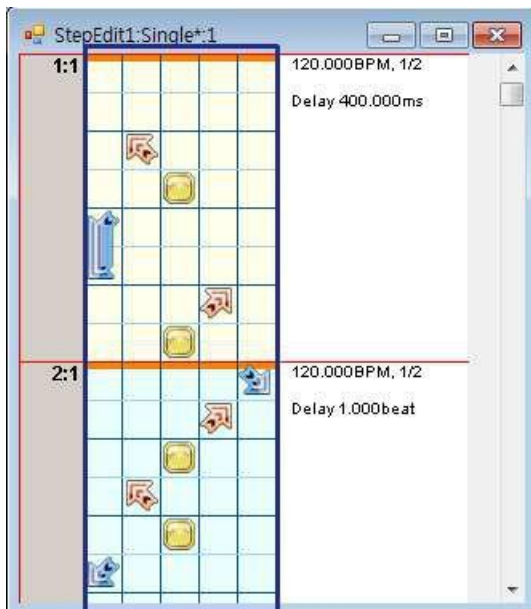 StepEdit1:Single*:1
1:1
120.000BPM, 1/2
Delay 400.000ms
2:1
120.000BPM, 1/2
Delay 1.000beat